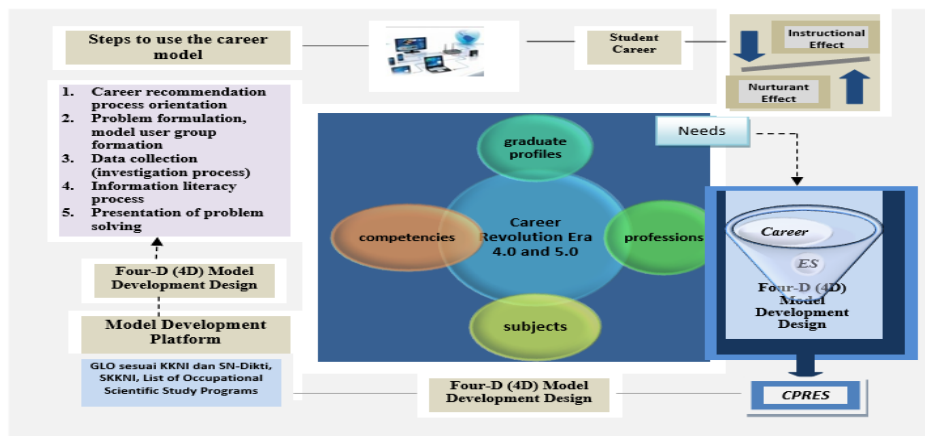 Steps to use the career
model
Student
Career
Instructional
Effect
Nurturant
Effect
1. Career recommendation
process orientation
2. Problem formulation,
model user group
formation
3. Data collection
(investigation process)
4. Information literacy
process
5. Presentation of problem
solving
Needs
graduate
profiles
competencies
Career
Revolution Era
4.0 and 5.0
professions
subjects
Career
ES
Four-D (4D)
Model
Development
Design
Four-D (4D) Model
Development Design
Model Development
Platform
GLO sesuai KKNI dan SN-Dikti,
SKKNI, List of Occupational
Scientific Study Programs
Four-D (4D) Model
Development Design
CPRES